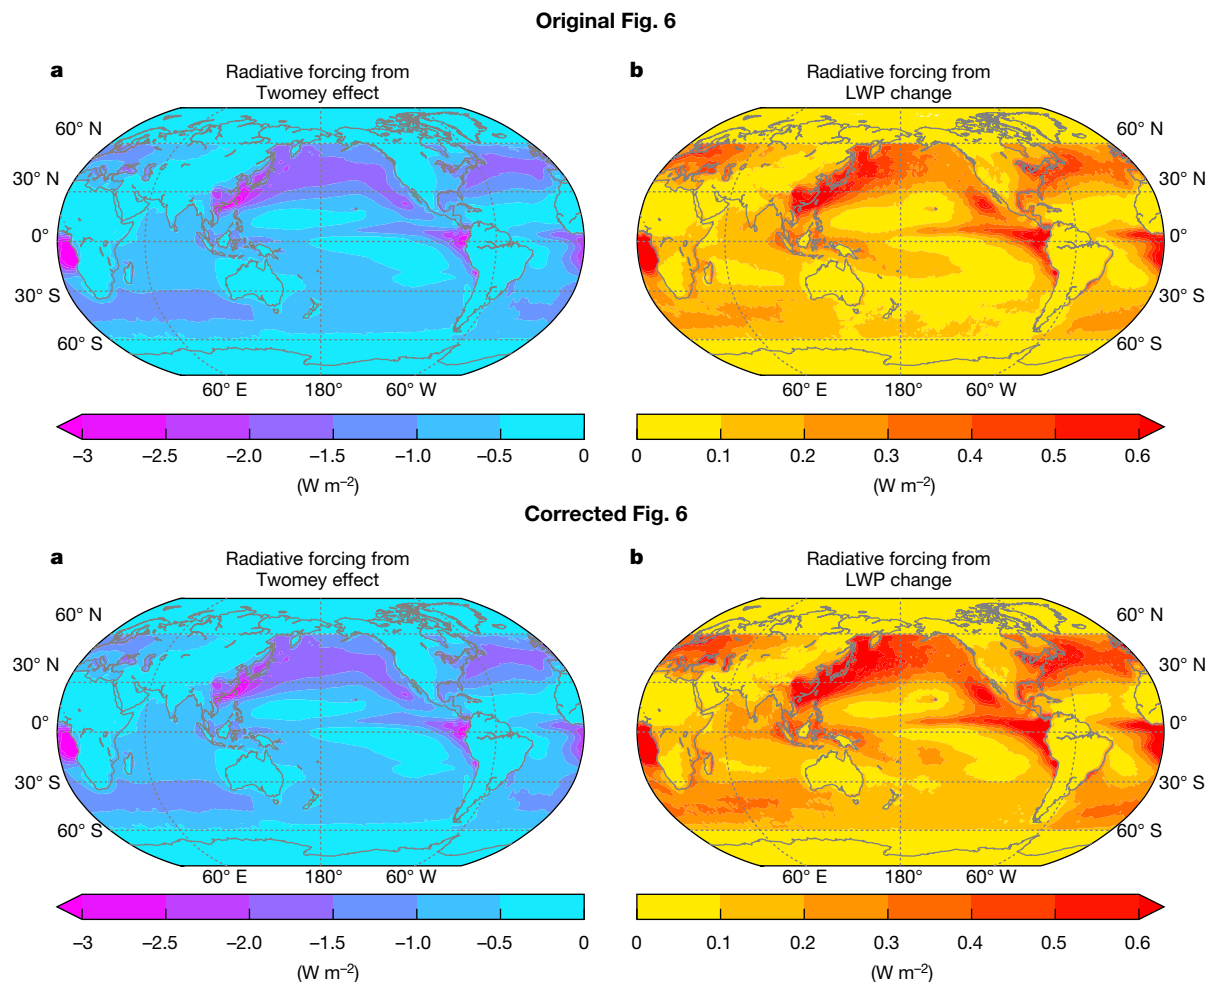 Original Fig. 6
a
Radiative forcing from
Twomey effect
60° N
30° N
0°
30° S
60° S
60° E 180° 60° W
–3 –2.5 –2.0 –1.5 –1.0 –0.5 0
(W m–2)
b
Radiative forcing from
LWP change
60° N
30° N
0°
30° S
60° S
60° E 180° 60° W
0 0.1 0.2 0.3 0.4 0.5 0.6
(W m–2)
Corrected Fig. 6
a
Radiative forcing from
Twomey effect
60° N
30° N
0°
30° S
60° S
60° E 180° 60° W
–3 –2.5 –2.0 –1.5 –1.0 –0.5 0
(W m–2)
b
Radiative forcing from
LWP change
60° N
30° N
0°
30° S
60° S
60° E 180° 60° W
0 0.1 0.2 0.3 0.4 0.5 0.6
(W m–2)